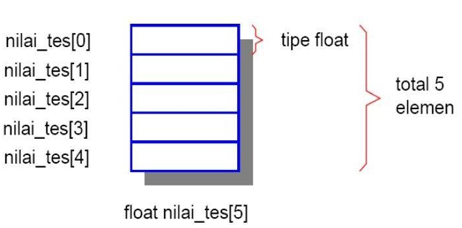 nilai_tes[0]
tipe float
nilai_tes[1]
nilai_tes[2]
nilai_tes[3]
nilai_tes[4]
total 5
elemen
float nilai_tes[5]